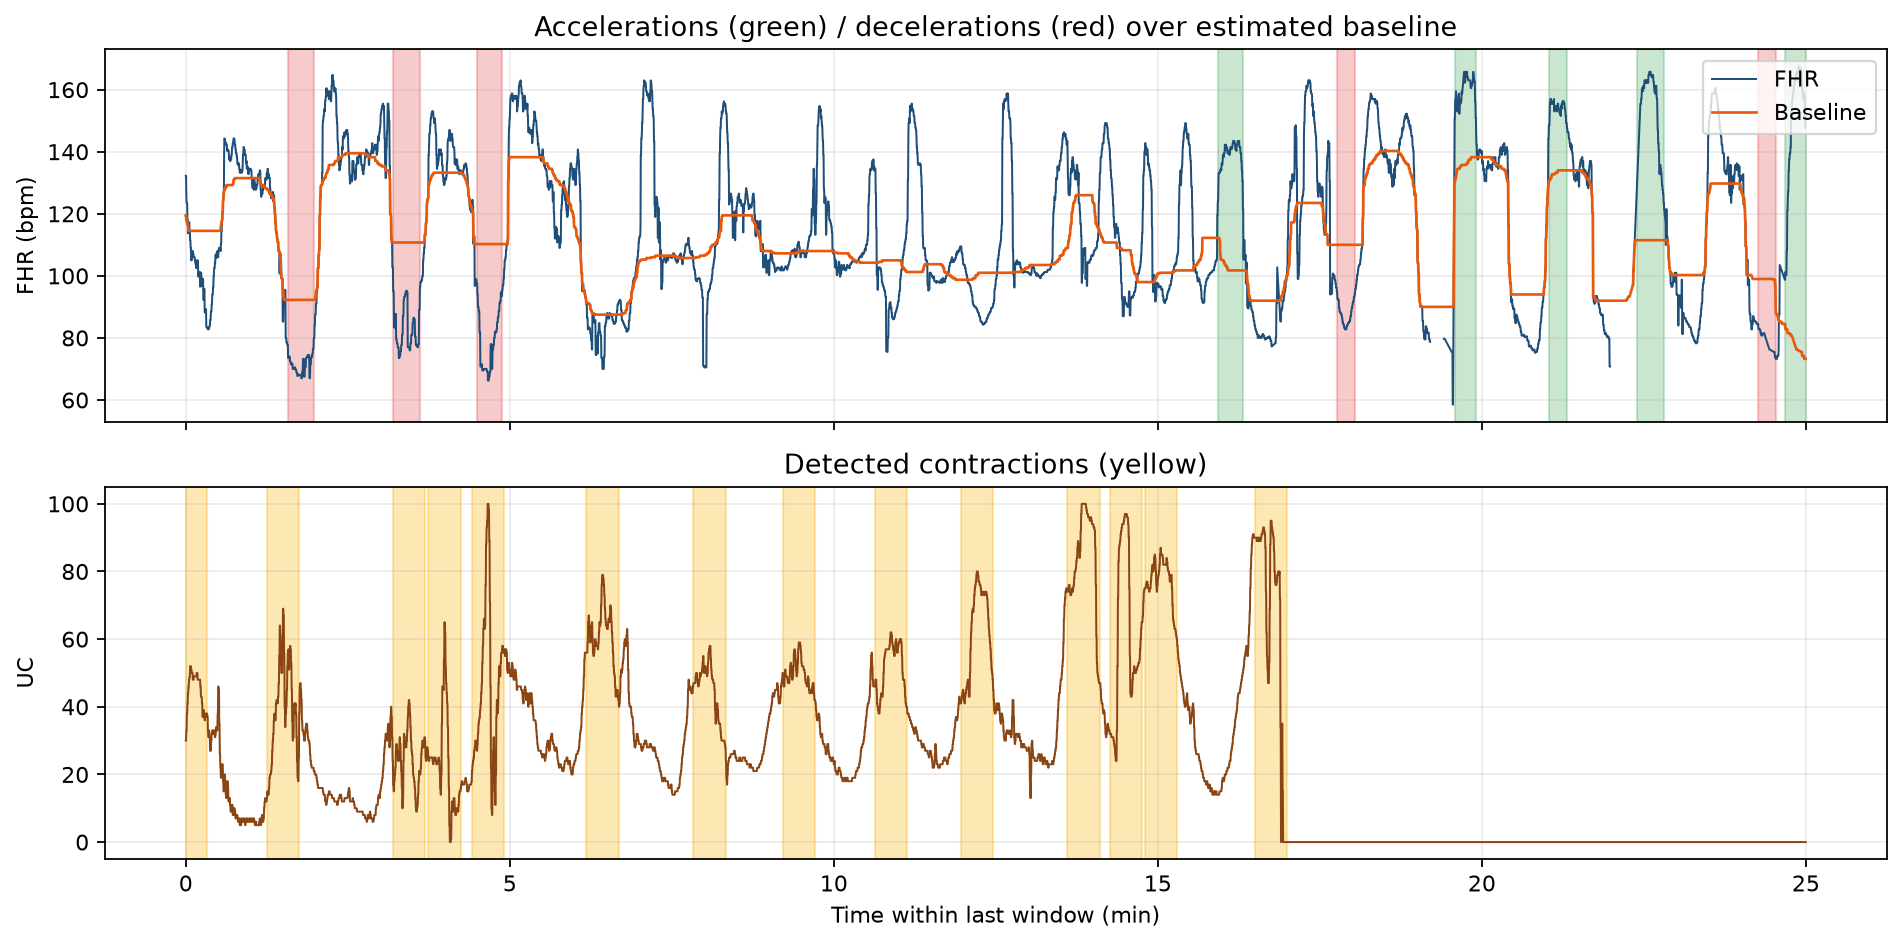 Accelerations (green) / decelerations (red) over estimated baseline
FHR (bpm)
160
140
120
100
80
60
FHR
Baseline
Detected contractions (yellow)
UC
100
80
60
40
20
0
0 5 10 15 20 25
Time within last window (min)